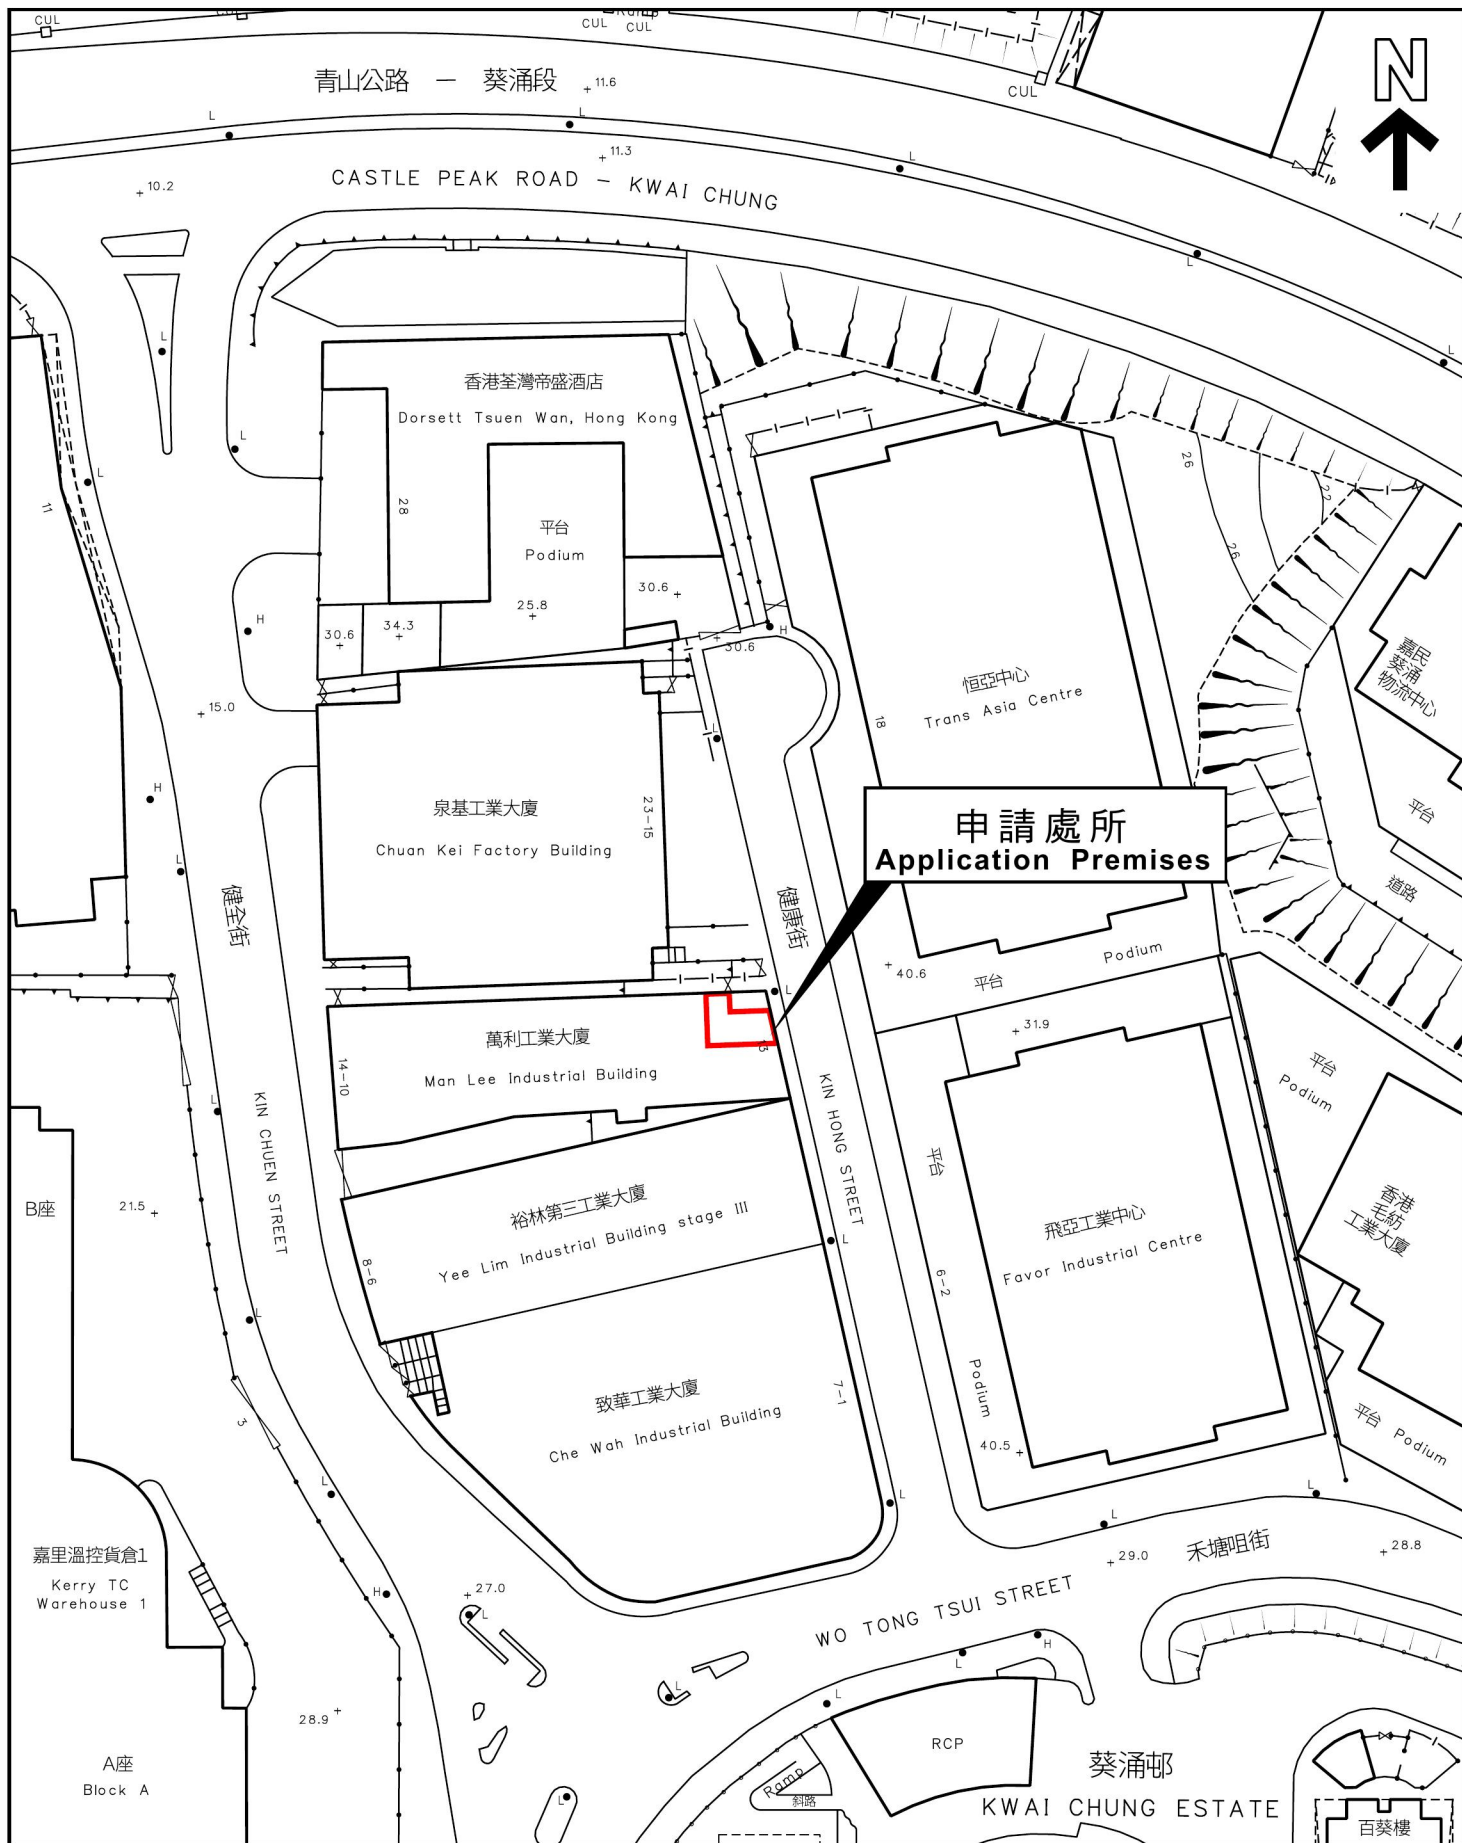 CUL
CUL
CUL
CUL
青山公路 － 葵涌段
11.6
L
L
11.3
L
10.2
CASTLE PEAK ROAD - KWAI CHUNG
N
L
L
L
香港荃灣帝盛酒店
Dorsett Tsuen Wan, Hong Kong
L
L
11
28
平台
Podium
26
22
26
H
30.6
34.3
25.8
30.6
30.6
H
嘉民
葵涌
物流中心
恒亞中心
Trans Asia Centre
18
15.0
L
H
泉基工業大廈
Chuan Kei Factory Building
23-15
申請處所
Application Premises
平台
道路
L
健全街
健康街
40.6
平台
Podium
L
31.9
萬利工業大廈
Man Lee Industrial Building
14-10
13
平台
Podium
L
KIN CHUEN STREET
KIN HONG STREET
平台
B座
21.5
裕林第三工業大廈
Yee Lim Industrial Building stage III
8-6
L
飛亞工業中心
Favor Industrial Centre
6-2
香港
毛紡
工業大廈
L
3
致華工業大廈
Che Wah Industrial Building
7-1
Podium
40.5
平台 Podium
L
L
L
L
嘉里溫控貨倉1
Kerry TC
Warehouse 1
H
27.0
L
29.0
禾塘咀街
28.8
WO TONG TSUI STREET
H
L
L
L
28.9
A座
Block A
RCP
Ramp
斜路
L
葵涌邨
KWAI CHUNG ESTATE
百葵樓